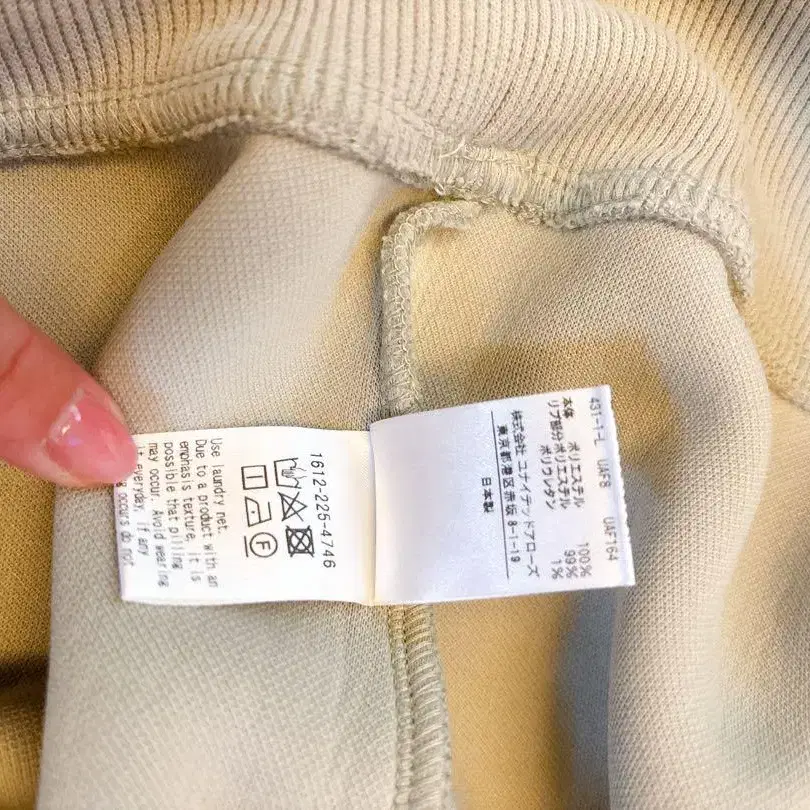 1612-225-4746
Use laundry net.
Due to a product with an
emphasis texture, it is
possible that pilling
may occur. Avoid wearing
it everyday, if any
occurs do not
431-1-L UAF8 UAF164
本体 ポリエステル 100%
リブ部分 ポリエステル 99%
ポリウレタン 1%
株式会社 ユナイテッドアローズ
東京都港区赤坂 8-1-19
日本製